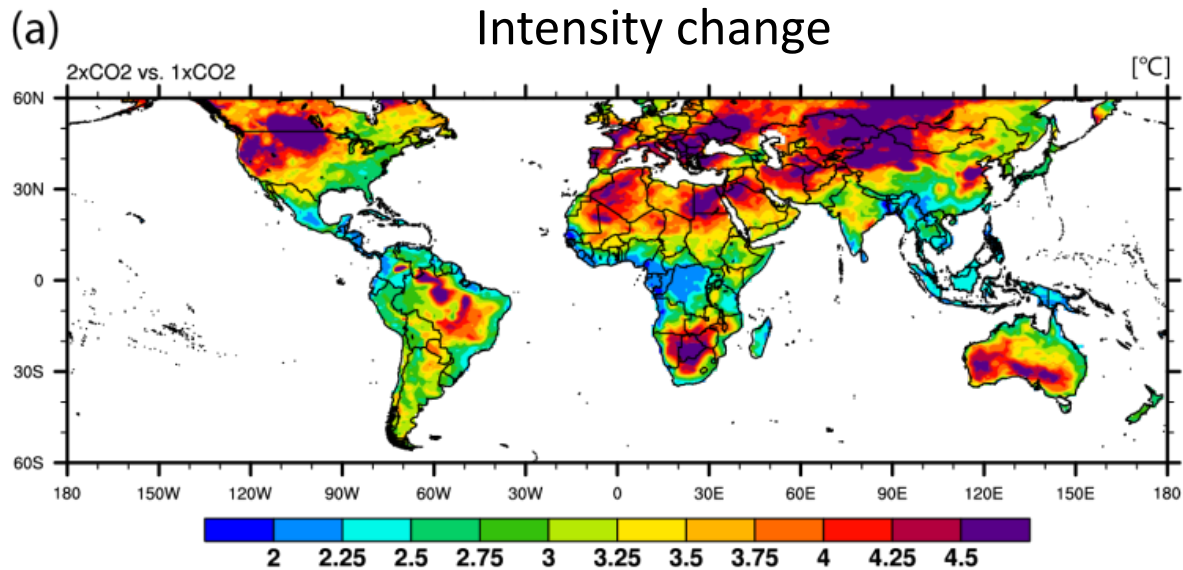 (a) Intensity change
2xCO2 vs. 1xCO2 [°C]
60N
30N
0
30S
60S
180 150W 120W 90W 60W 30W 0 30E 60E 90E 120E 150E 180
2 2.25 2.5 2.75 3 3.25 3.5 3.75 4 4.25 4.5